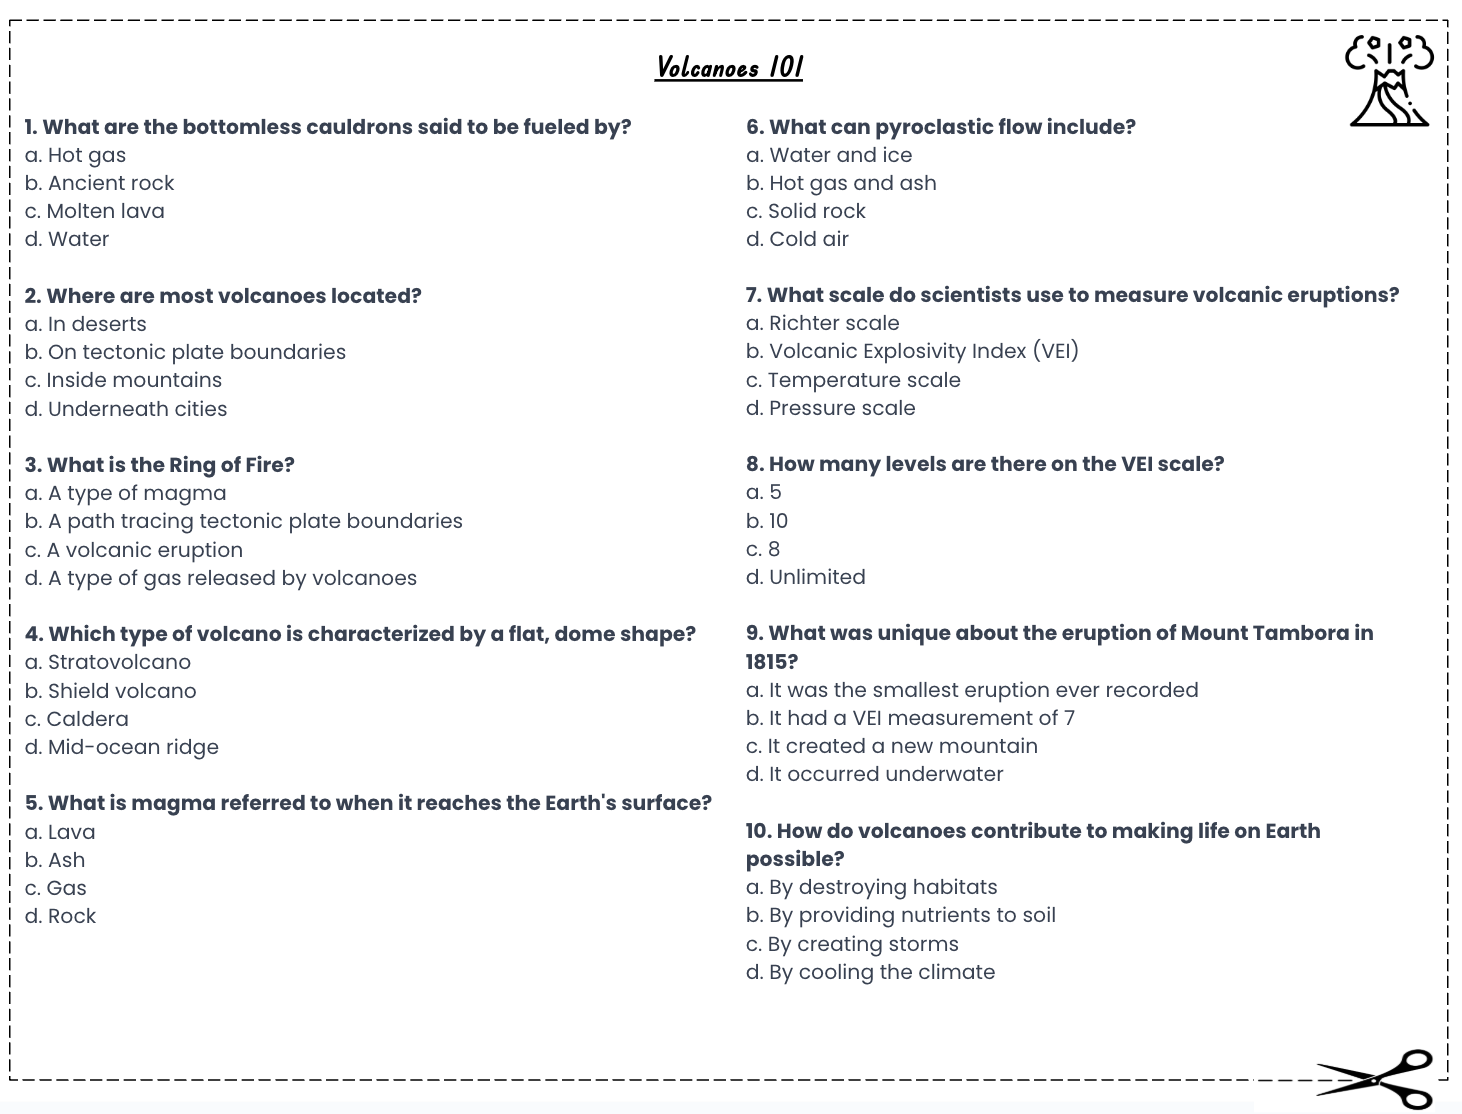 Volcanoes 101
1. What are the bottomless cauldrons said to be fueled by?
a. Hot gas
b. Ancient rock
c. Molten lava
d. Water
2. Where are most volcanoes located?
a. In deserts
b. On tectonic plate boundaries
c. Inside mountains
d. Underneath cities
3. What is the Ring of Fire?
a. A type of magma
b. A path tracing tectonic plate boundaries
c. A volcanic eruption
d. A type of gas released by volcanoes
4. Which type of volcano is characterized by a flat, dome shape?
a. Stratovolcano
b. Shield volcano
c. Caldera
d. Mid-ocean ridge
5. What is magma referred to when it reaches the Earth's surface?
a. Lava
b. Ash
c. Gas
d. Rock
6. What can pyroclastic flow include?
a. Water and ice
b. Hot gas and ash
c. Solid rock
d. Cold air
7. What scale do scientists use to measure volcanic eruptions?
a. Richter scale
b. Volcanic Explosivity Index (VEI)
c. Temperature scale
d. Pressure scale
8. How many levels are there on the VEI scale?
a. 5
b. 10
c. 8
d. Unlimited
9. What was unique about the eruption of Mount Tambora in
1815?
a. It was the smallest eruption ever recorded
b. It had a VEI measurement of 7
c. It created a new mountain
d. It occurred underwater
10. How do volcanoes contribute to making life on Earth
possible?
a. By destroying habitats
b. By providing nutrients to soil
c. By creating storms
d. By cooling the climate